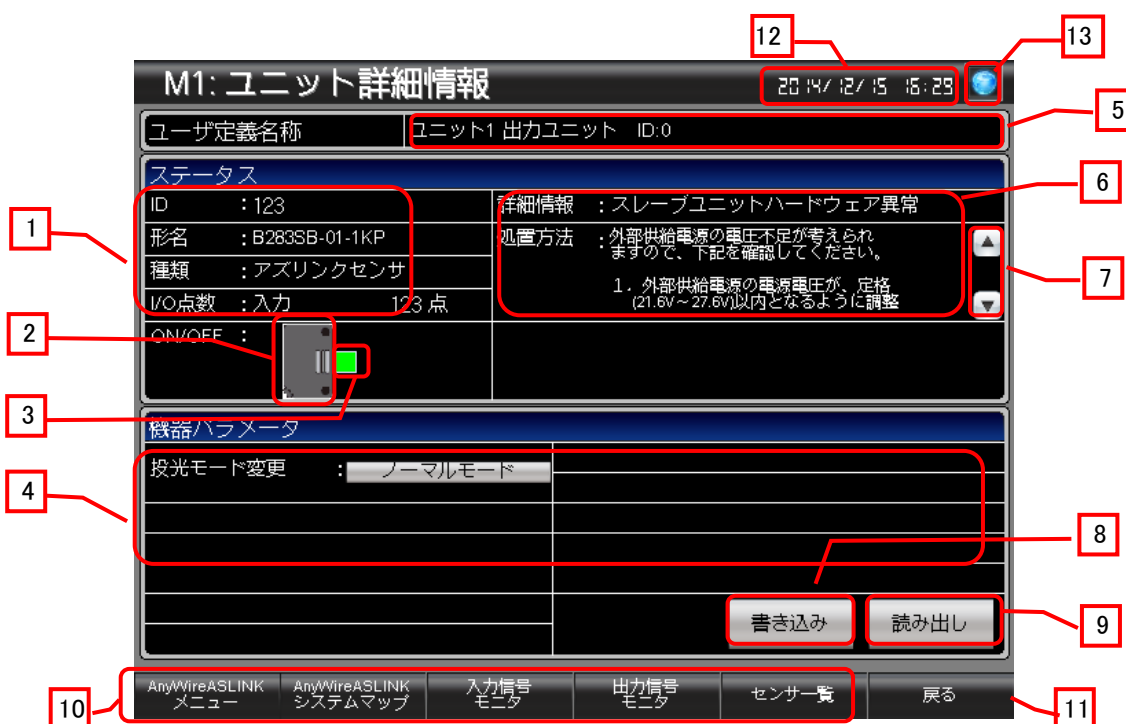 12
13
M1: ユニット詳細情報
2014/12/15 16:29
5
ユーザ定義名称
ユニット1 出力ユニット ID:0
ステータス
6
1
ID :123
詳細情報 :スレーブユニットハードウェア異常
形名 :B283SB-01-1KP
処置方法 :外部供給電源の電圧不足が考えられ
ますので、下記を確認してください。
種類 :アズリンクセンサ
7
1. 外部供給電源の電源電圧が、定格
I/O点数 :入力 123 点
(21.6V~27.6V)以内となるように調整
2
ON/OFF :
3
機器パラメータ
投光モード変更 : ノーマルモード
4
8
書き込み
読み出し
9
AnyWireASLINK
メニュー
AnyWireASLINK
システムマップ
入力信号
モニタ
出力信号
モニタ
センサ一覧
戻る
10
11